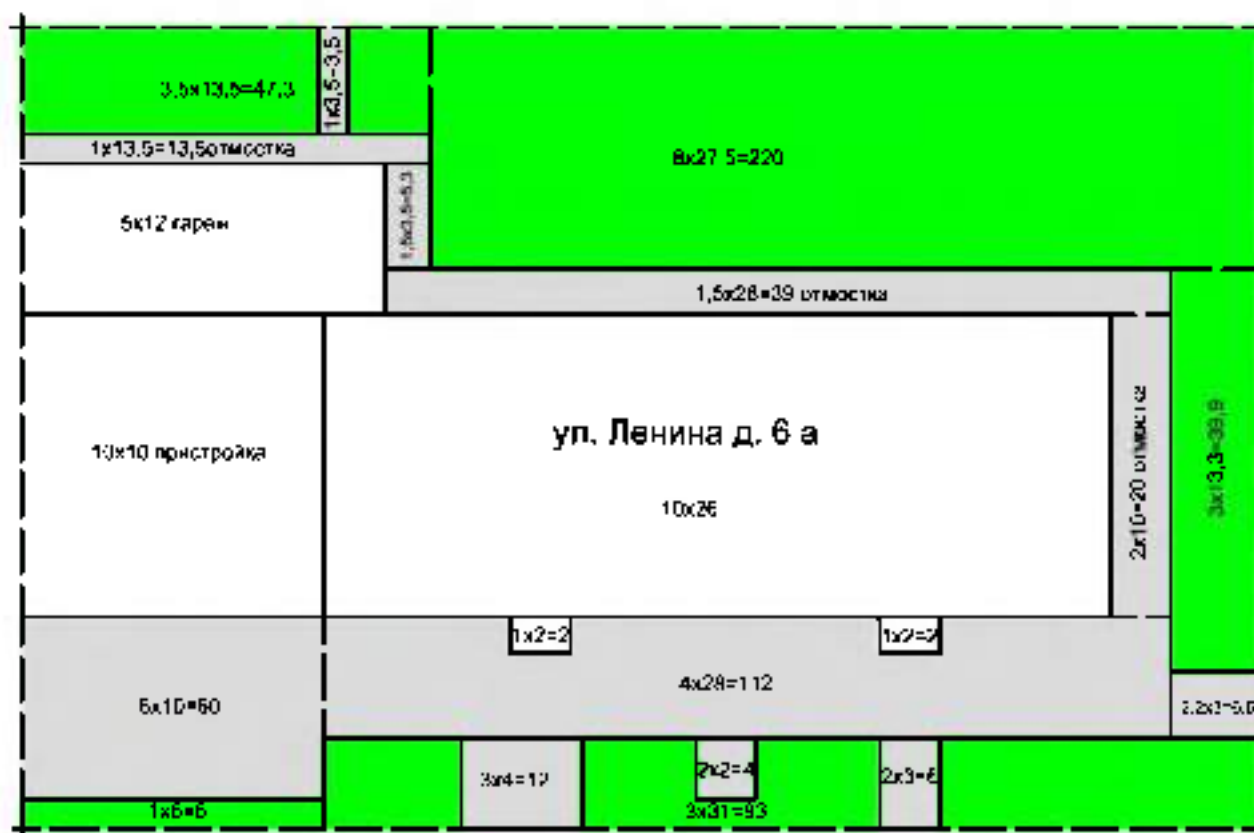 3,5x13,5=47,3
1x3,5=3,5
1x13,5=13,5отмостка
8x27,5=220
5x12 гараж
1,5x3,5=5,3
1,5x26=39 отмостка
10x10 пристройка
ул. Ленина д. 6 а
10x26
2x10=20 отмостка
3x13,3=39,9
1x2=2
1x2=2
6x10=60
4x28=112
3x4=12
2x2=4
2x3=6
1x6=6
3x31=93